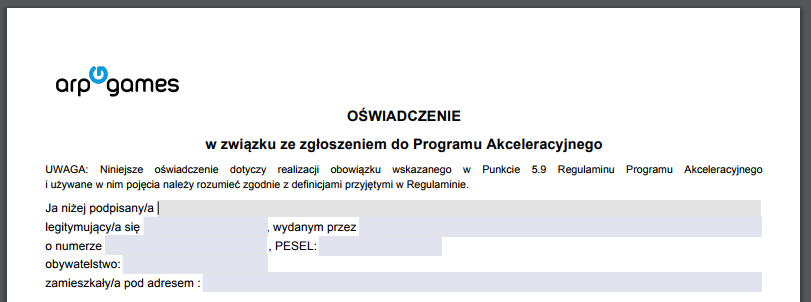 arp games
OŚWIADCZENIE
w związku ze zgłoszeniem do Programu Akceleracyjnego
UWAGA: Niniejsze oświadczenie dotyczy realizacji obowiązku wskazanego w Punkcie 5.9 Regulaminu Programu Akceleracyjnego
i używane w nim pojęcia należy rozumieć zgodnie z definicjami przyjętymi w Regulaminie.
Ja niżej podpisany/a
legitymujący/a się , wydanym przez
o numerze , PESEL:
obywatelstwo:
zamieszkały/a pod adresem :